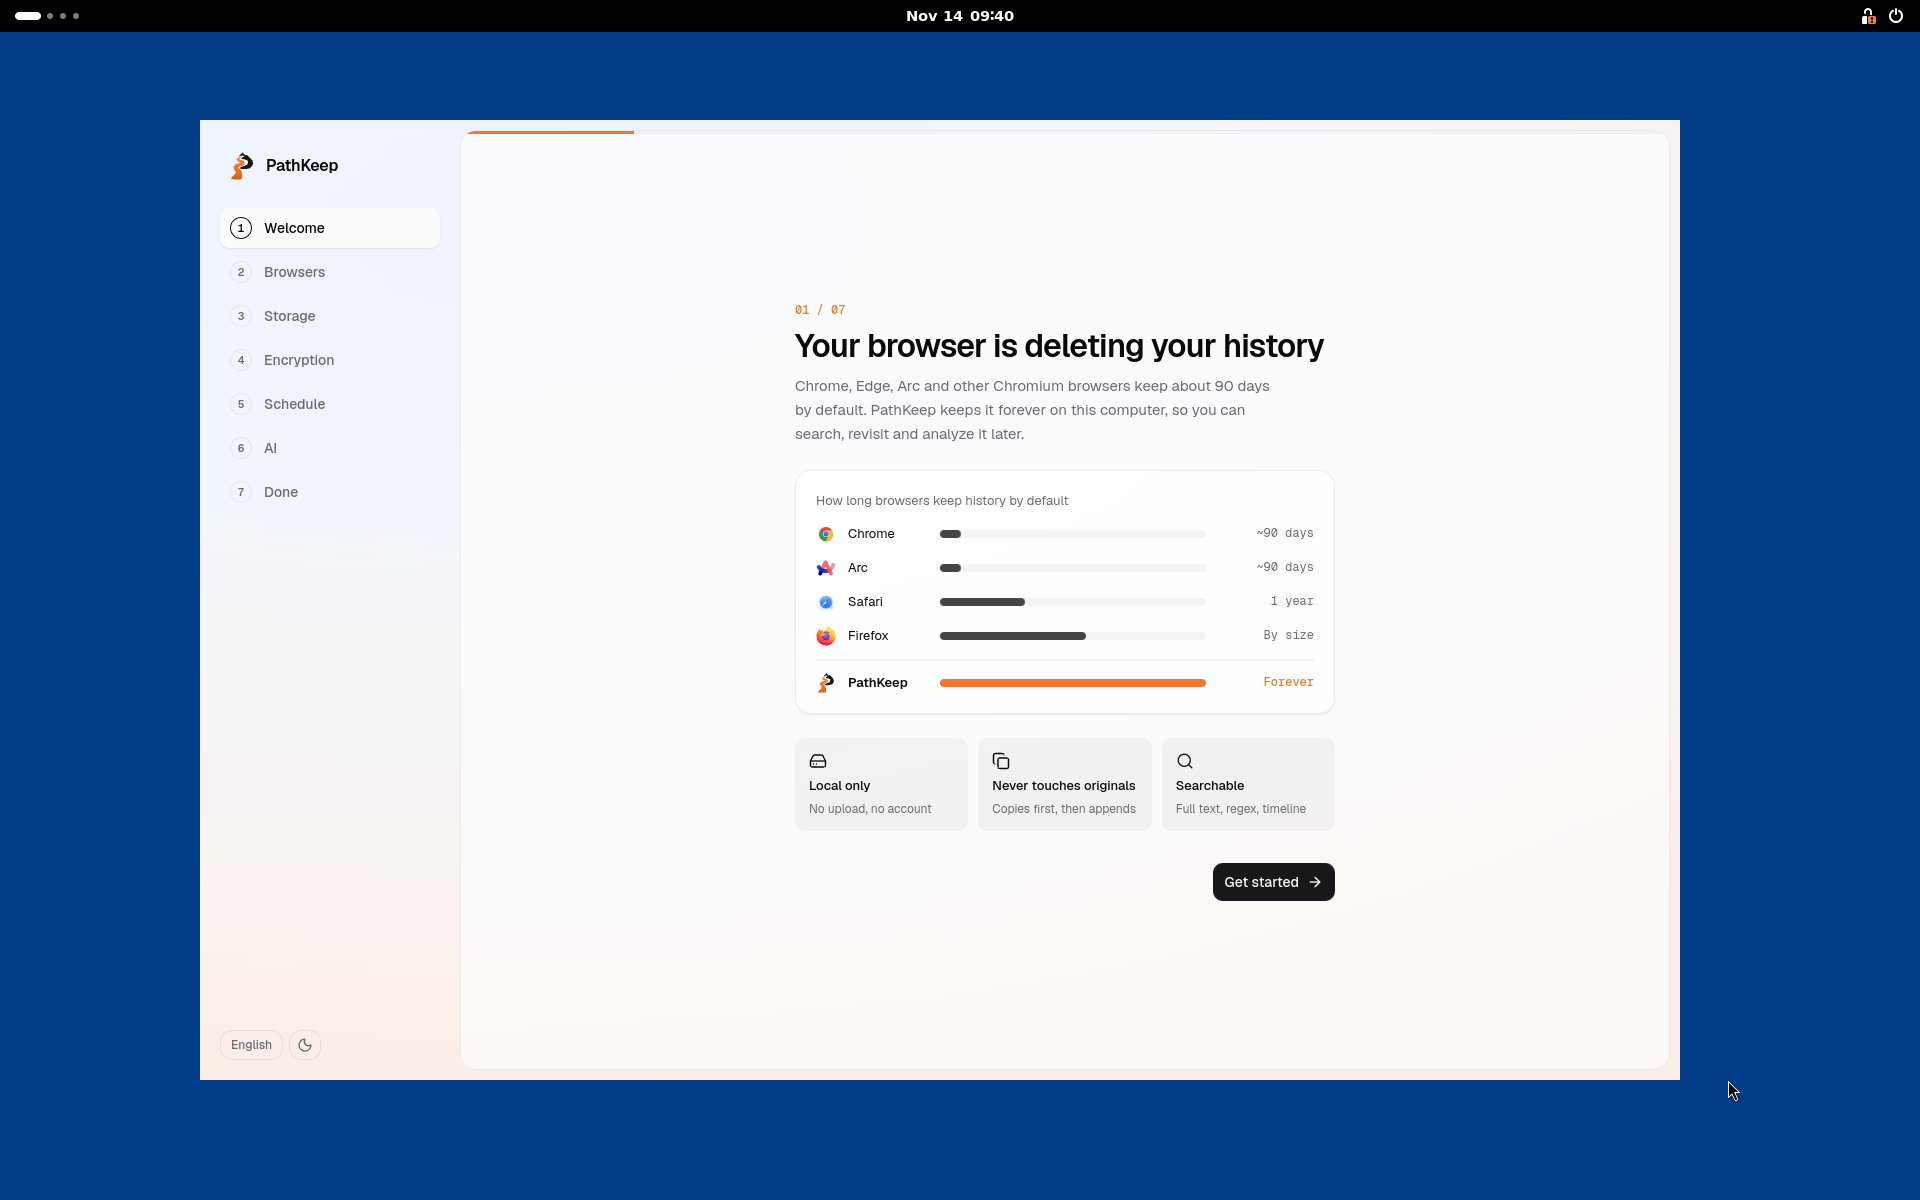 Nov 14 09:40
PathKeep
1 Welcome
2 Browsers
3 Storage
4 Encryption
5 Schedule
6 AI
7 Done
English
01 / 07
Your browser is deleting your history
Chrome, Edge, Arc and other Chromium browsers keep about 90 days
by default. PathKeep keeps it forever on this computer, so you can
search, revisit and analyze it later.
How long browsers keep history by default
Chrome ~90 days
Arc ~90 days
Safari 1 year
Firefox By size
PathKeep Forever
Local only
No upload, no account
Never touches originals
Copies first, then appends
Searchable
Full text, regex, timeline
Get started